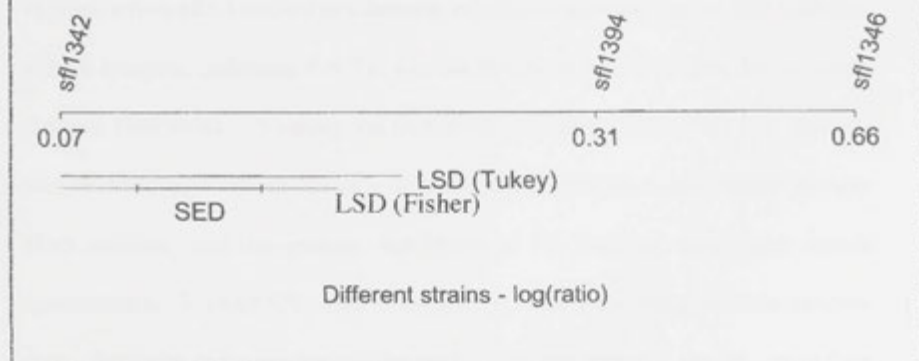 sfl1342 sfl1394 sfl1346
0.07 0.31 0.66
LSD (Tukey)
SED LSD (Fisher)
Different strains - log(ratio)